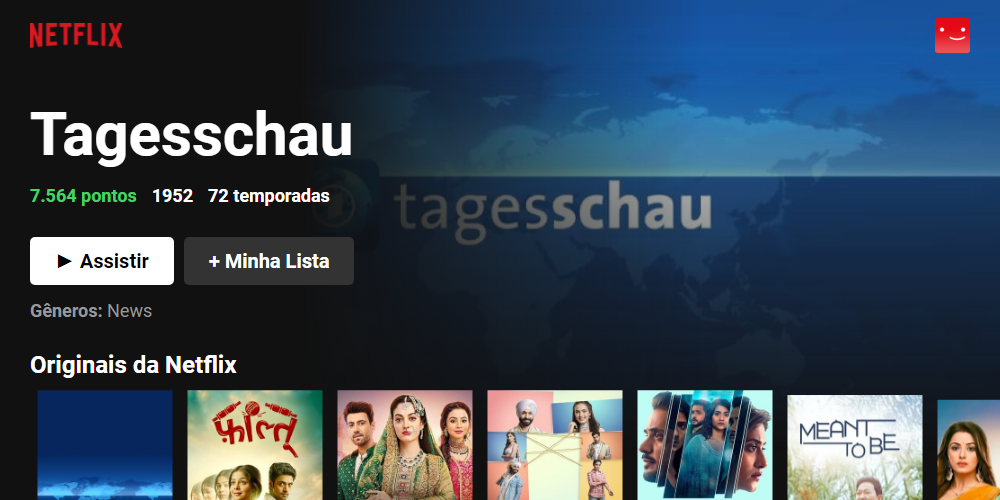 NETFLIX
Tagesschau
7.564 pontos 1952 72 temporadas
tagesschau
► Assistir + Minha Lista
Gêneros: News
Originais da Netflix
फ़ालतू
MEANT
TO BE